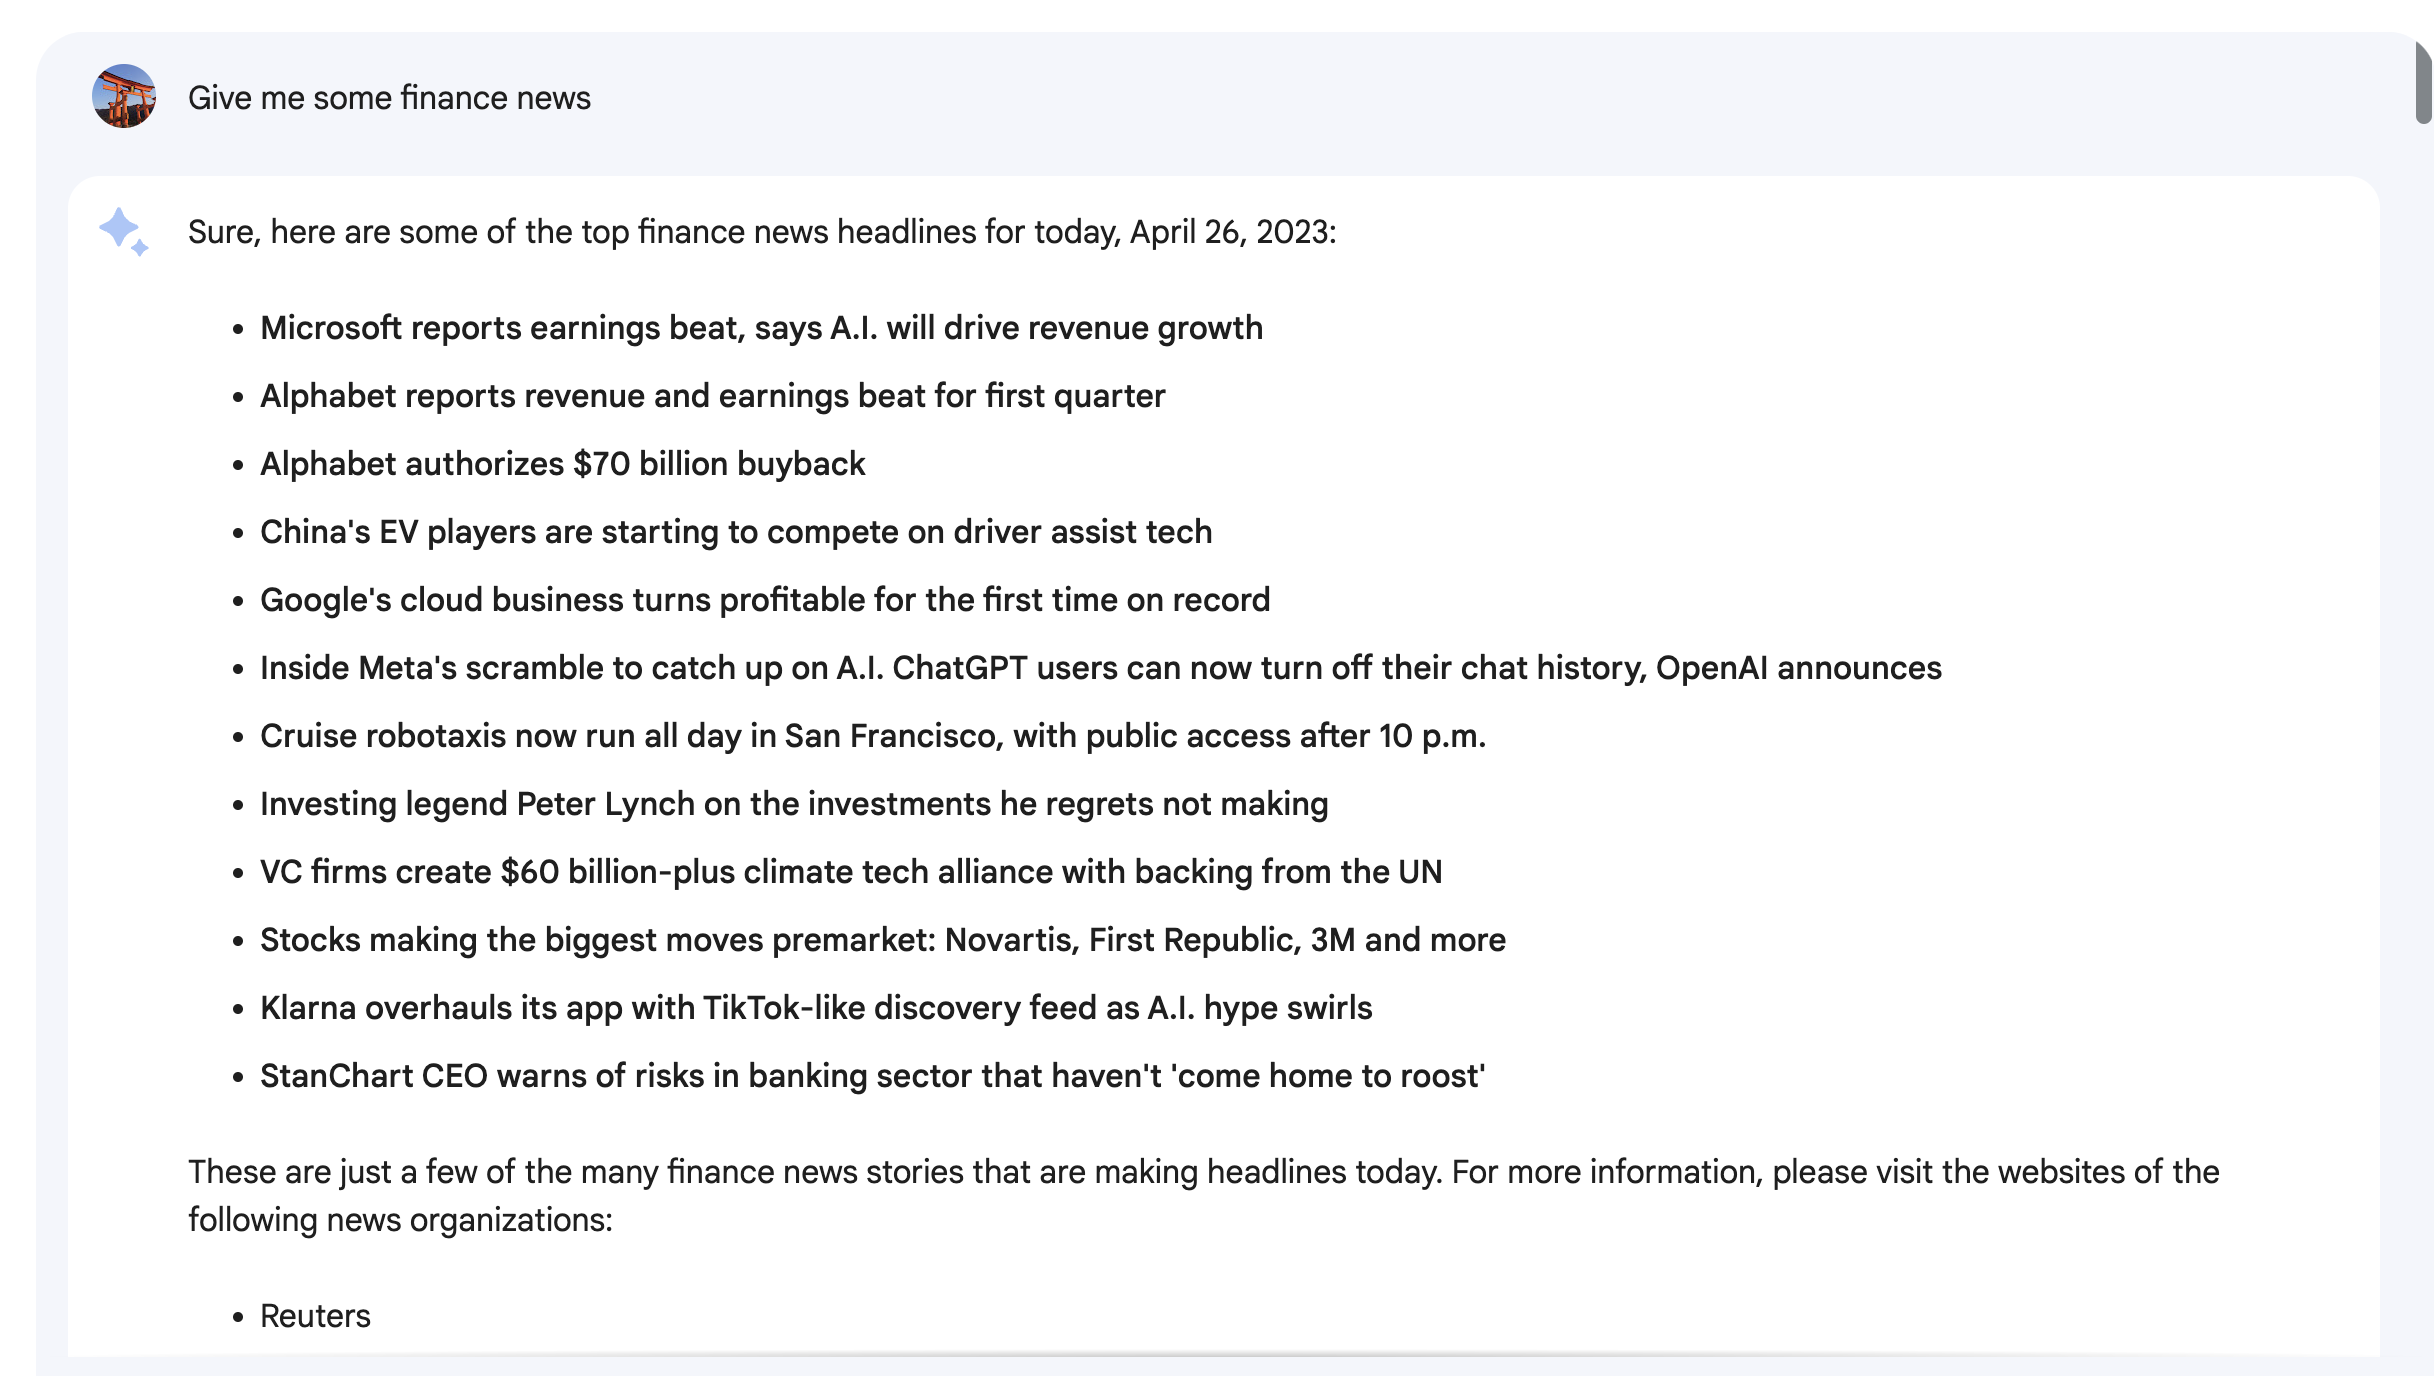 Give me some finance news
Sure, here are some of the top finance news headlines for today, April 26, 2023:
• Microsoft reports earnings beat, says A.I. will drive revenue growth
• Alphabet reports revenue and earnings beat for first quarter
• Alphabet authorizes $70 billion buyback
• China's EV players are starting to compete on driver assist tech
• Google's cloud business turns profitable for the first time on record
• Inside Meta's scramble to catch up on A.I. ChatGPT users can now turn off their chat history, OpenAI announces
• Cruise robotaxis now run all day in San Francisco, with public access after 10 p.m.
• Investing legend Peter Lynch on the investments he regrets not making
• VC firms create $60 billion-plus climate tech alliance with backing from the UN
• Stocks making the biggest moves premarket: Novartis, First Republic, 3M and more
• Klarna overhauls its app with TikTok-like discovery feed as A.I. hype swirls
• StanChart CEO warns of risks in banking sector that haven't 'come home to roost'
These are just a few of the many finance news stories that are making headlines today. For more information, please visit the websites of the
following news organizations:
• Reuters